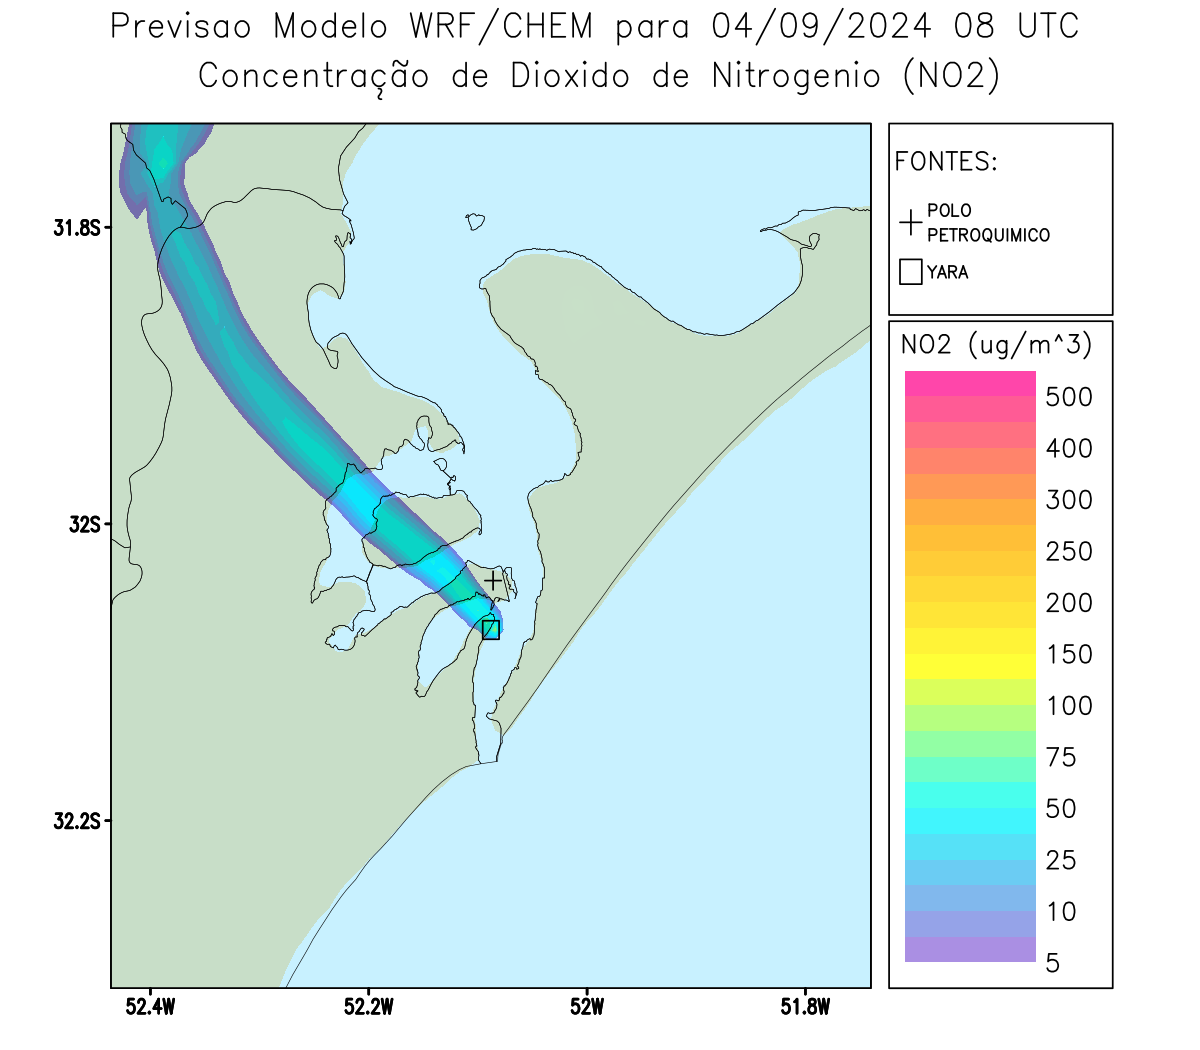 Previsao Modelo WRF/CHEM para 04/09/2024 08 UTC
Concentração de Dioxido de Nitrogenio (NO2)
FONTES:
POLO
PETROQUIMICO
YARA
NO2 (ug/m^3)
500
400
300
250
200
150
100
75
50
25
10
5
31.8S
32S
32.2S
52.4W
52.2W
52W
51.8W